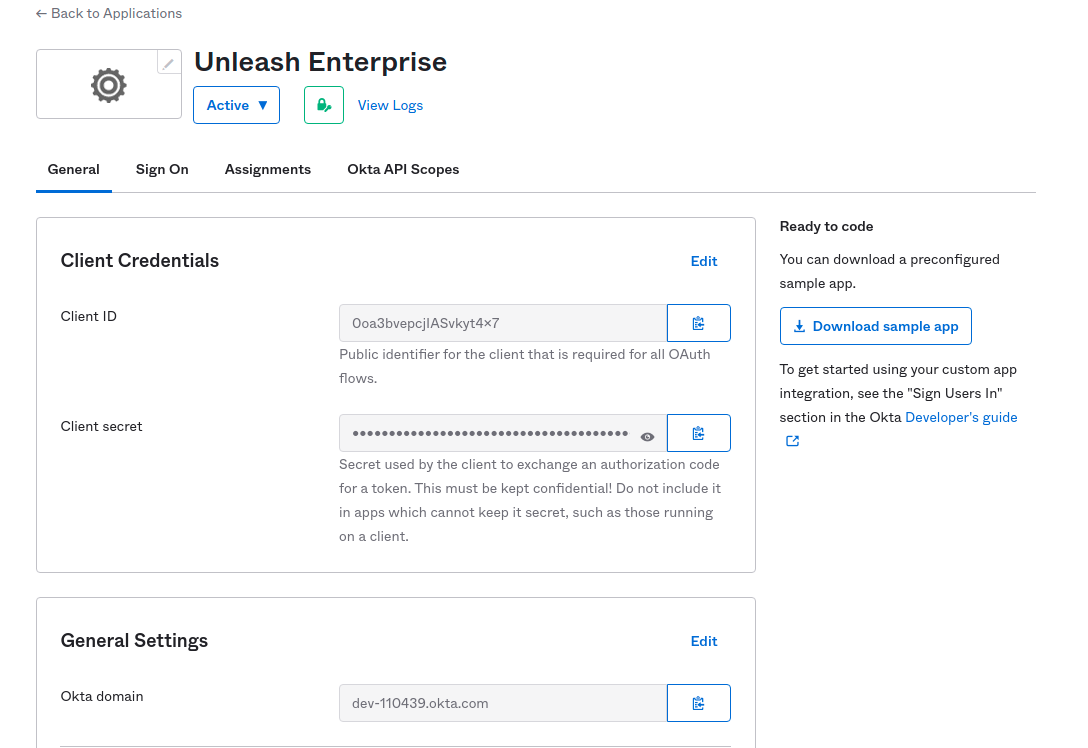 ← Back to Applications
Unleash Enterprise
Active ▼
View Logs
General
Sign On
Assignments
Okta API Scopes
Client Credentials
Edit
Client ID
0oa3bvepcjIASvkyt4x7
Public identifier for the client that is required for all OAuth
flows.
Client secret
••••••••••••••••••••••••••••••••••••••••
Secret used by the client to exchange an authorization code
for a token. This must be kept confidential! Do not include it
in apps which cannot keep it secret, such as those running
on a client.
General Settings
Edit
Okta domain
dev-110439.okta.com
Ready to code
You can download a preconfigured
sample app.
Download sample app
To get started using your custom app
integration, see the "Sign Users In"
section in the Okta Developer's guide